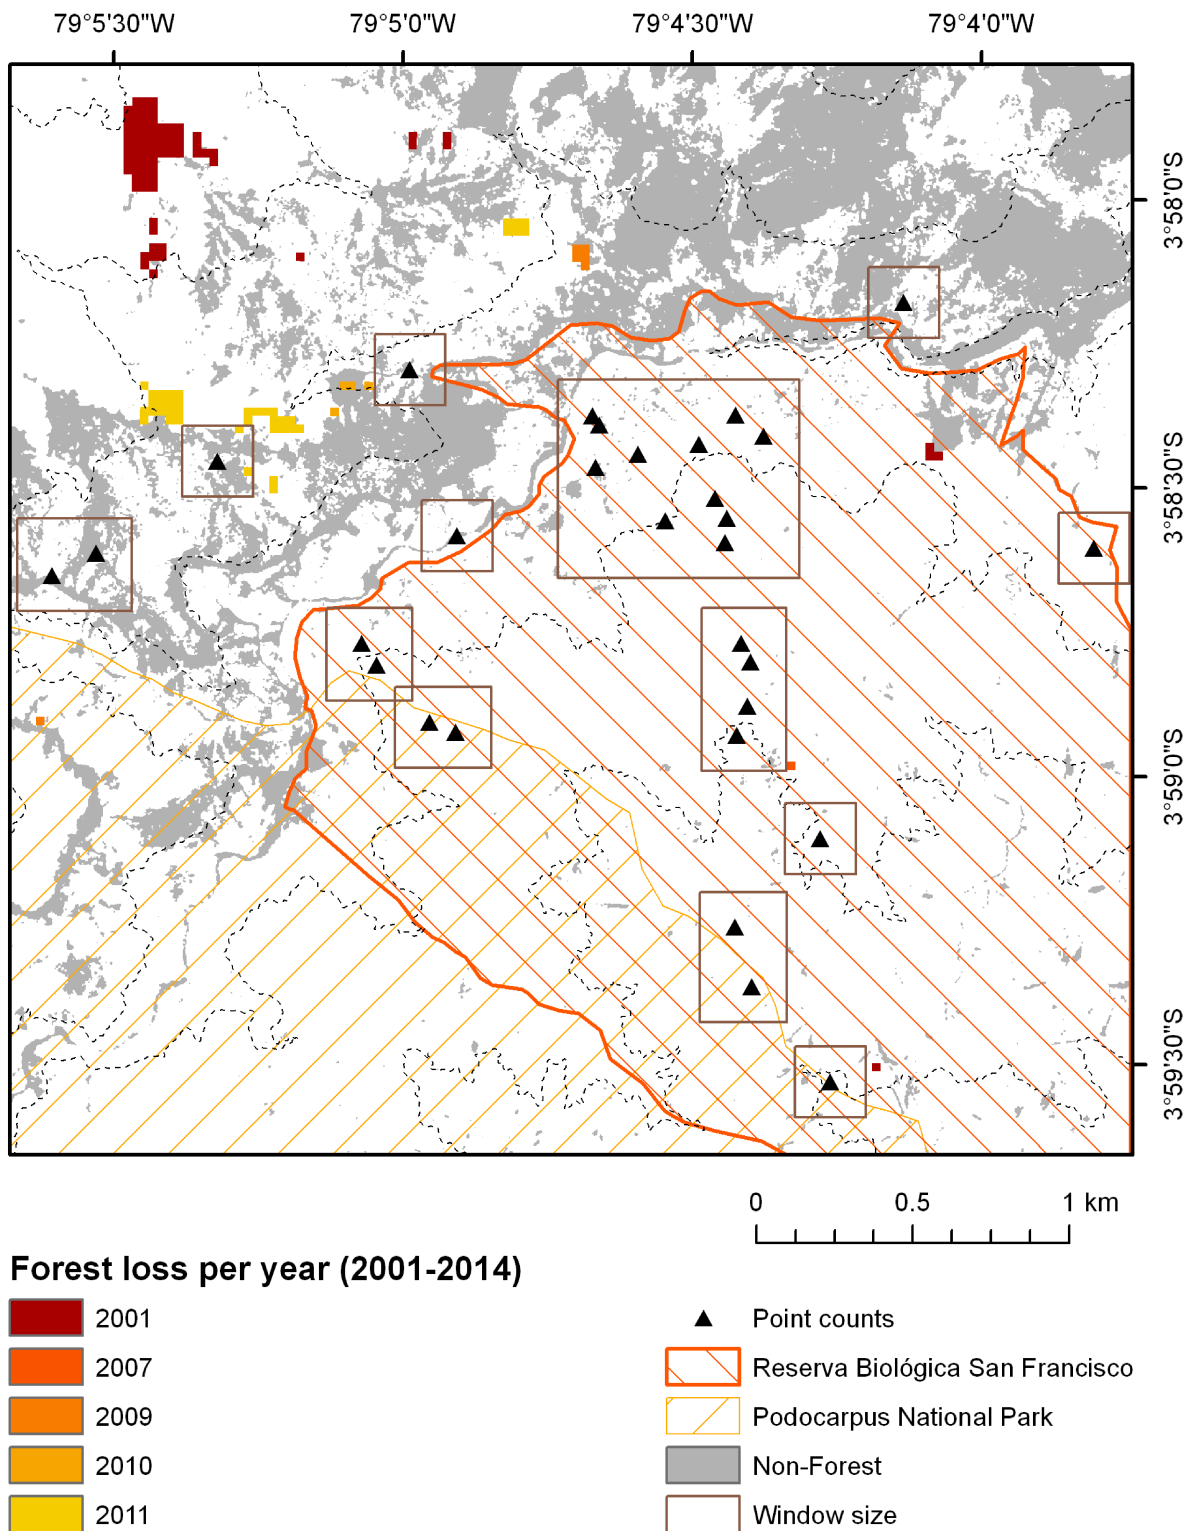 79°5'30"W 79°5'0"W 79°4'30"W 79°4'0"W
3°58'0"S
3°58'30"S
3°59'0"S
3°59'30"S
0 0.5 1 km
Forest loss per year (2001-2014)
2001
2007
2009
2010
2011
Point counts
Reserva Biológica San Francisco
Podocarpus National Park
Non-Forest
Window size